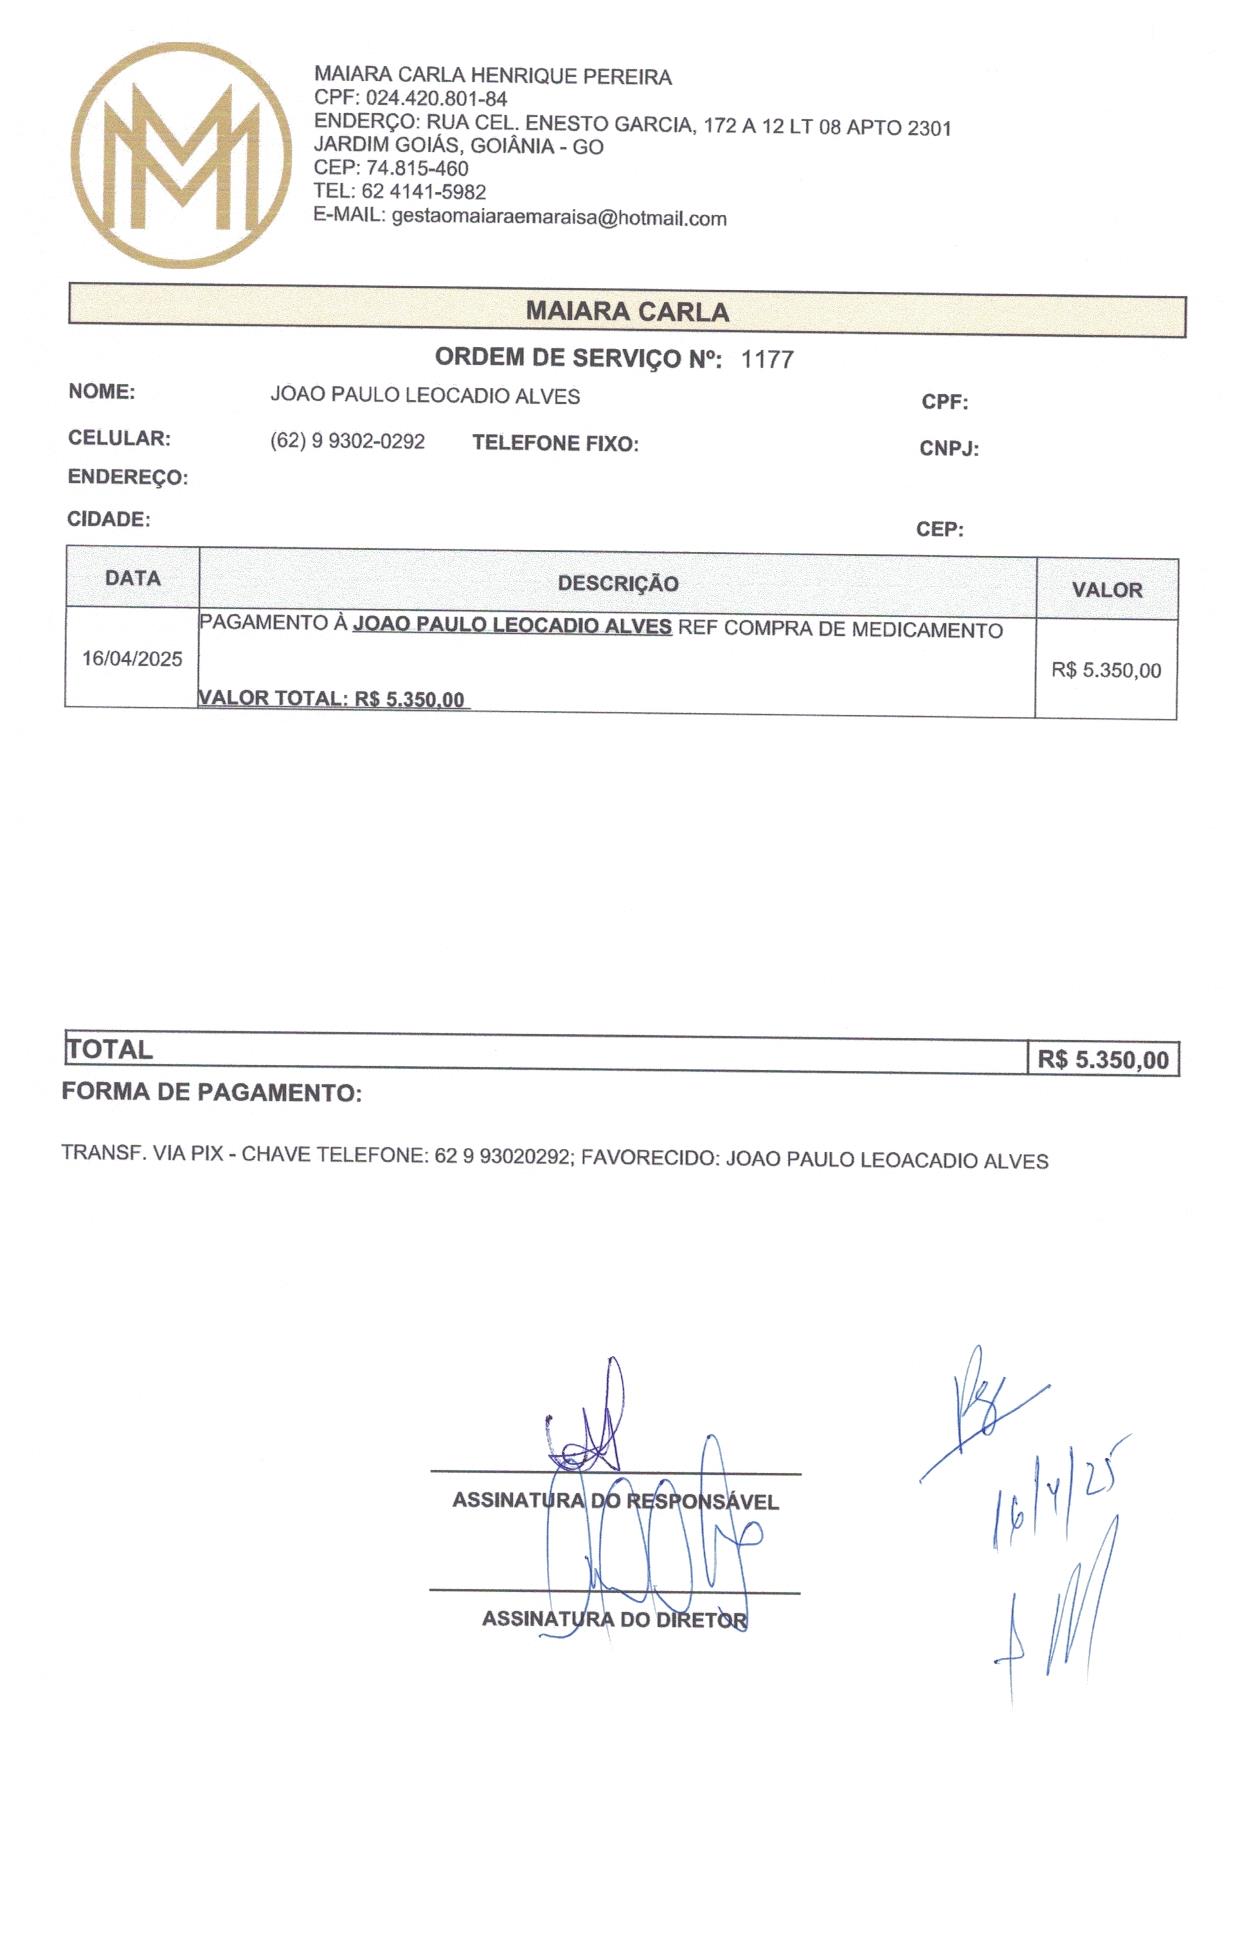 MAIARA CARLA HENRIQUE PEREIRA
CPF: 024.420.801-84
ENDERÇO: RUA CEL. ENESTO GARCIA, 172 A 12 LT 08 APTO 2301
JARDIM GOIÁS, GOIÂNIA - GO
CEP: 74.815-460
TEL: 62 4141-5982
E-MAIL: gestaomaiaraemaraisa@hotmail.com
MAIARA CARLA
ORDEM DE SERVIÇO Nº: 1177
NOME: JOAO PAULO LEOCADIO ALVES CPF:
CELULAR: (62) 9 9302-0292 TELEFONE FIXO: CNPJ:
ENDEREÇO:
CIDADE: CEP:
DATA DESCRIÇÃO VALOR
PAGAMENTO À JOAO PAULO LEOCADIO ALVES REF COMPRA DE MEDICAMENTO
16/04/2025 R$ 5.350,00
VALOR TOTAL: R$ 5.350,00
TOTAL R$ 5.350,00
FORMA DE PAGAMENTO:
TRANSF. VIA PIX - CHAVE TELEFONE: 62 9 93020292; FAVORECIDO: JOAO PAULO LEOACADIO ALVES
16/4/25
ASSINATURA DO RESPONSÁVEL
ASSINATURA DO DIRETOR